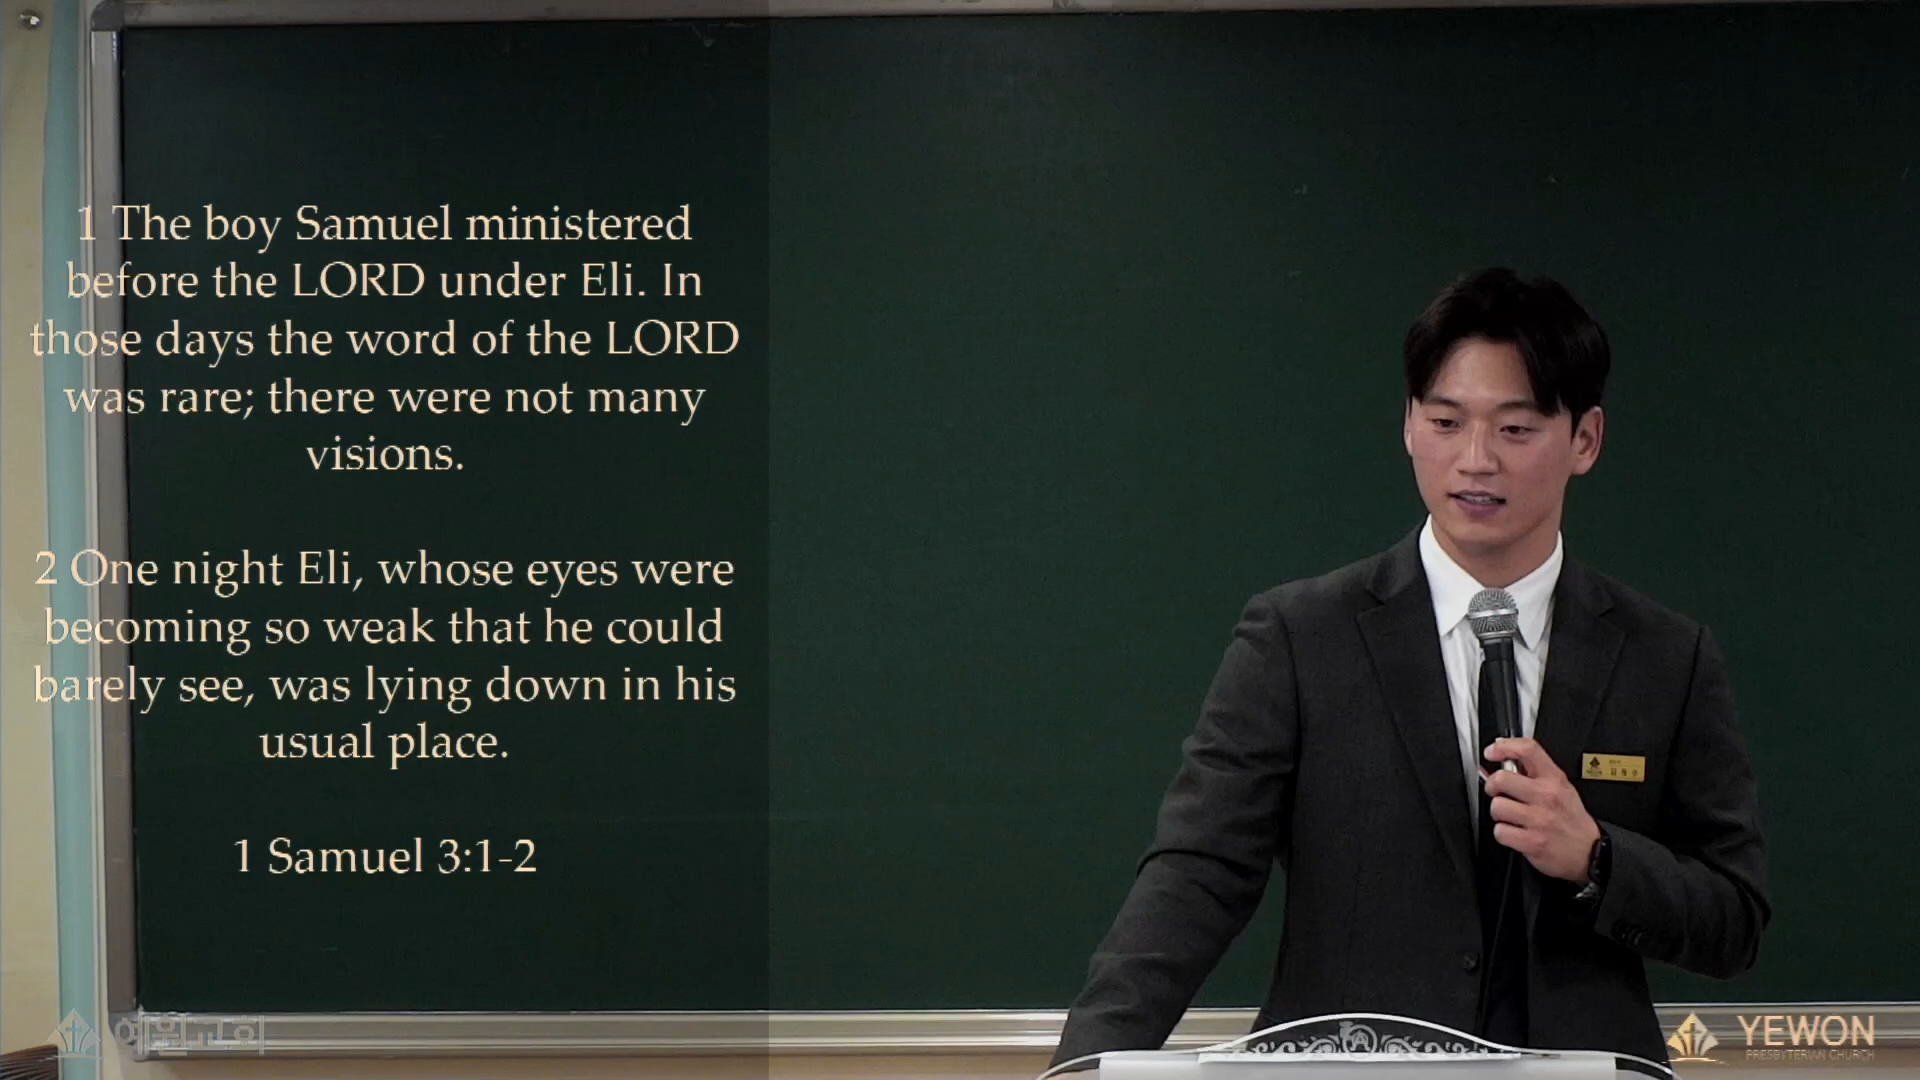 1 The boy Samuel ministered
before the LORD under Eli. In
those days the word of the LORD
was rare; there were not many
visions.
2 One night Eli, whose eyes were
becoming so weak that he could
barely see, was lying down in his
usual place.
1 Samuel 3:1-2
예원교회
YEWON
PRESBYTERIAN CHURCH